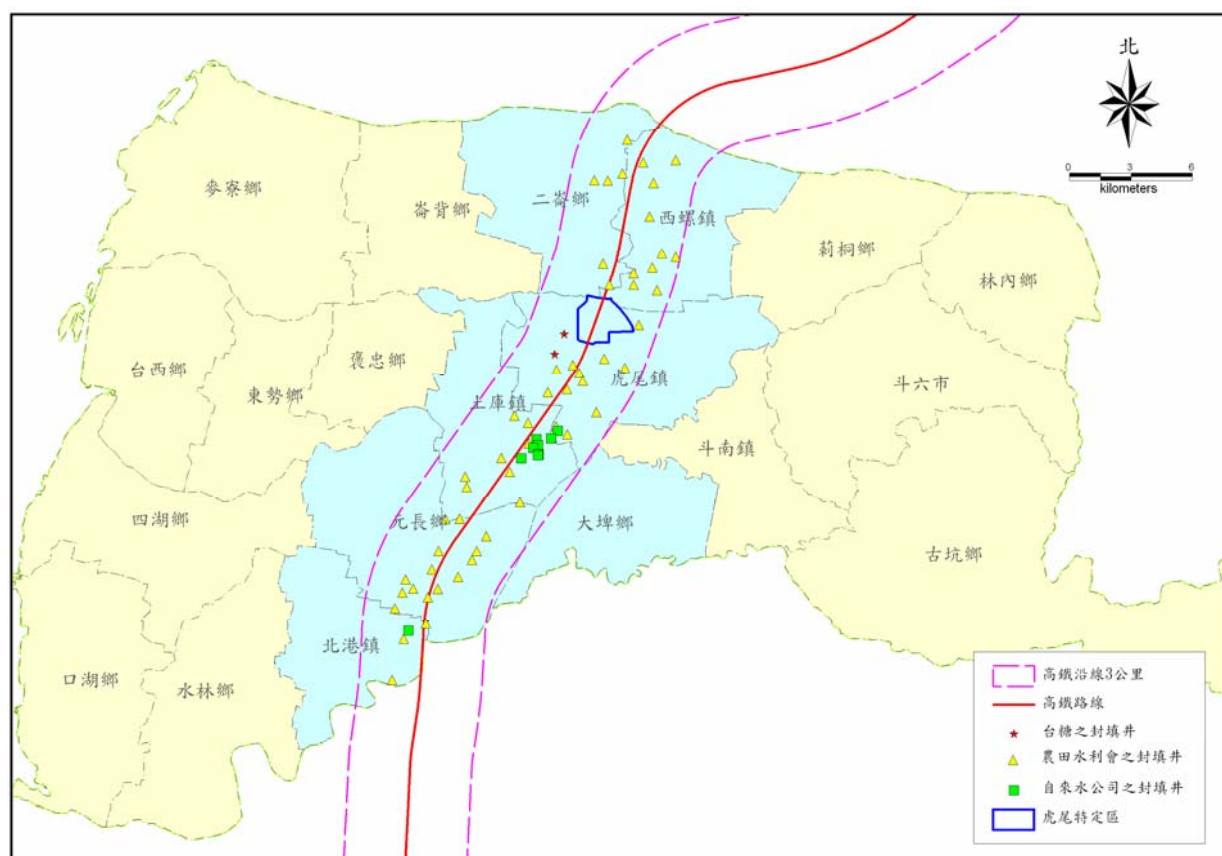 北
0 3 6
kilometers
麥寮鄉
崙背鄉
二崙鄉
西螺鎮
莿桐鄉
林內鄉
台西鄉
東勢鄉
褒忠鄉
土庫鎮
虎尾鎮
斗六市
斗南鎮
四湖鄉
元長鄉
大埤鄉
古坑鄉
北港鎮
口湖鄉
水林鄉
高鐵沿線3公里
高鐵路線
台糖之封填井
農田水利會之封填井
自來水公司之封填井
虎尾特定區